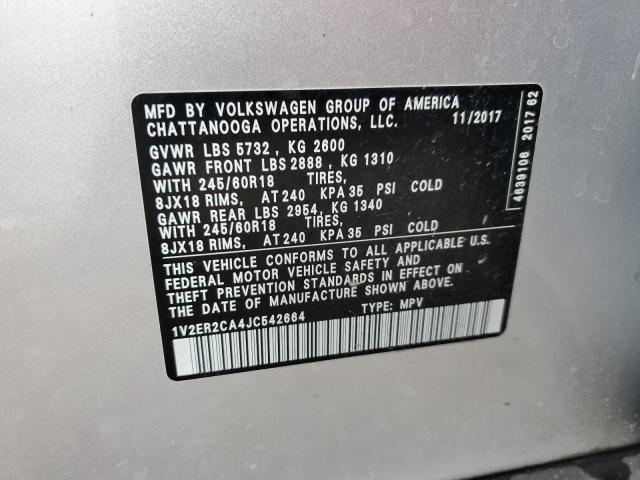 MFD BY VOLKSWAGEN GROUP OF AMERICA
CHATTANOOGA OPERATIONS, LLC. 11/2017
GVWR LBS 5732 , KG 2600
GAWR FRONT LBS 2888 , KG 1310
WITH 245/60R18 TIRES,
8JX18 RIMS, AT 240 KPA 35 PSI COLD
GAWR REAR LBS 2954, KG 1340
WITH 245/60R18 TIRES,
8JX18 RIMS, AT 240 KPA 35 PSI COLD
THIS VEHICLE CONFORMS TO ALL APPLICABLE U.S.
FEDERAL MOTOR VEHICLE SAFETY AND
THEFT PREVENTION STANDARDS IN EFFECT ON
THE DATE OF MANUFACTURE SHOWN ABOVE.
1V2ER2CA4JC542664 TYPE: MPV
4639106 2017 62